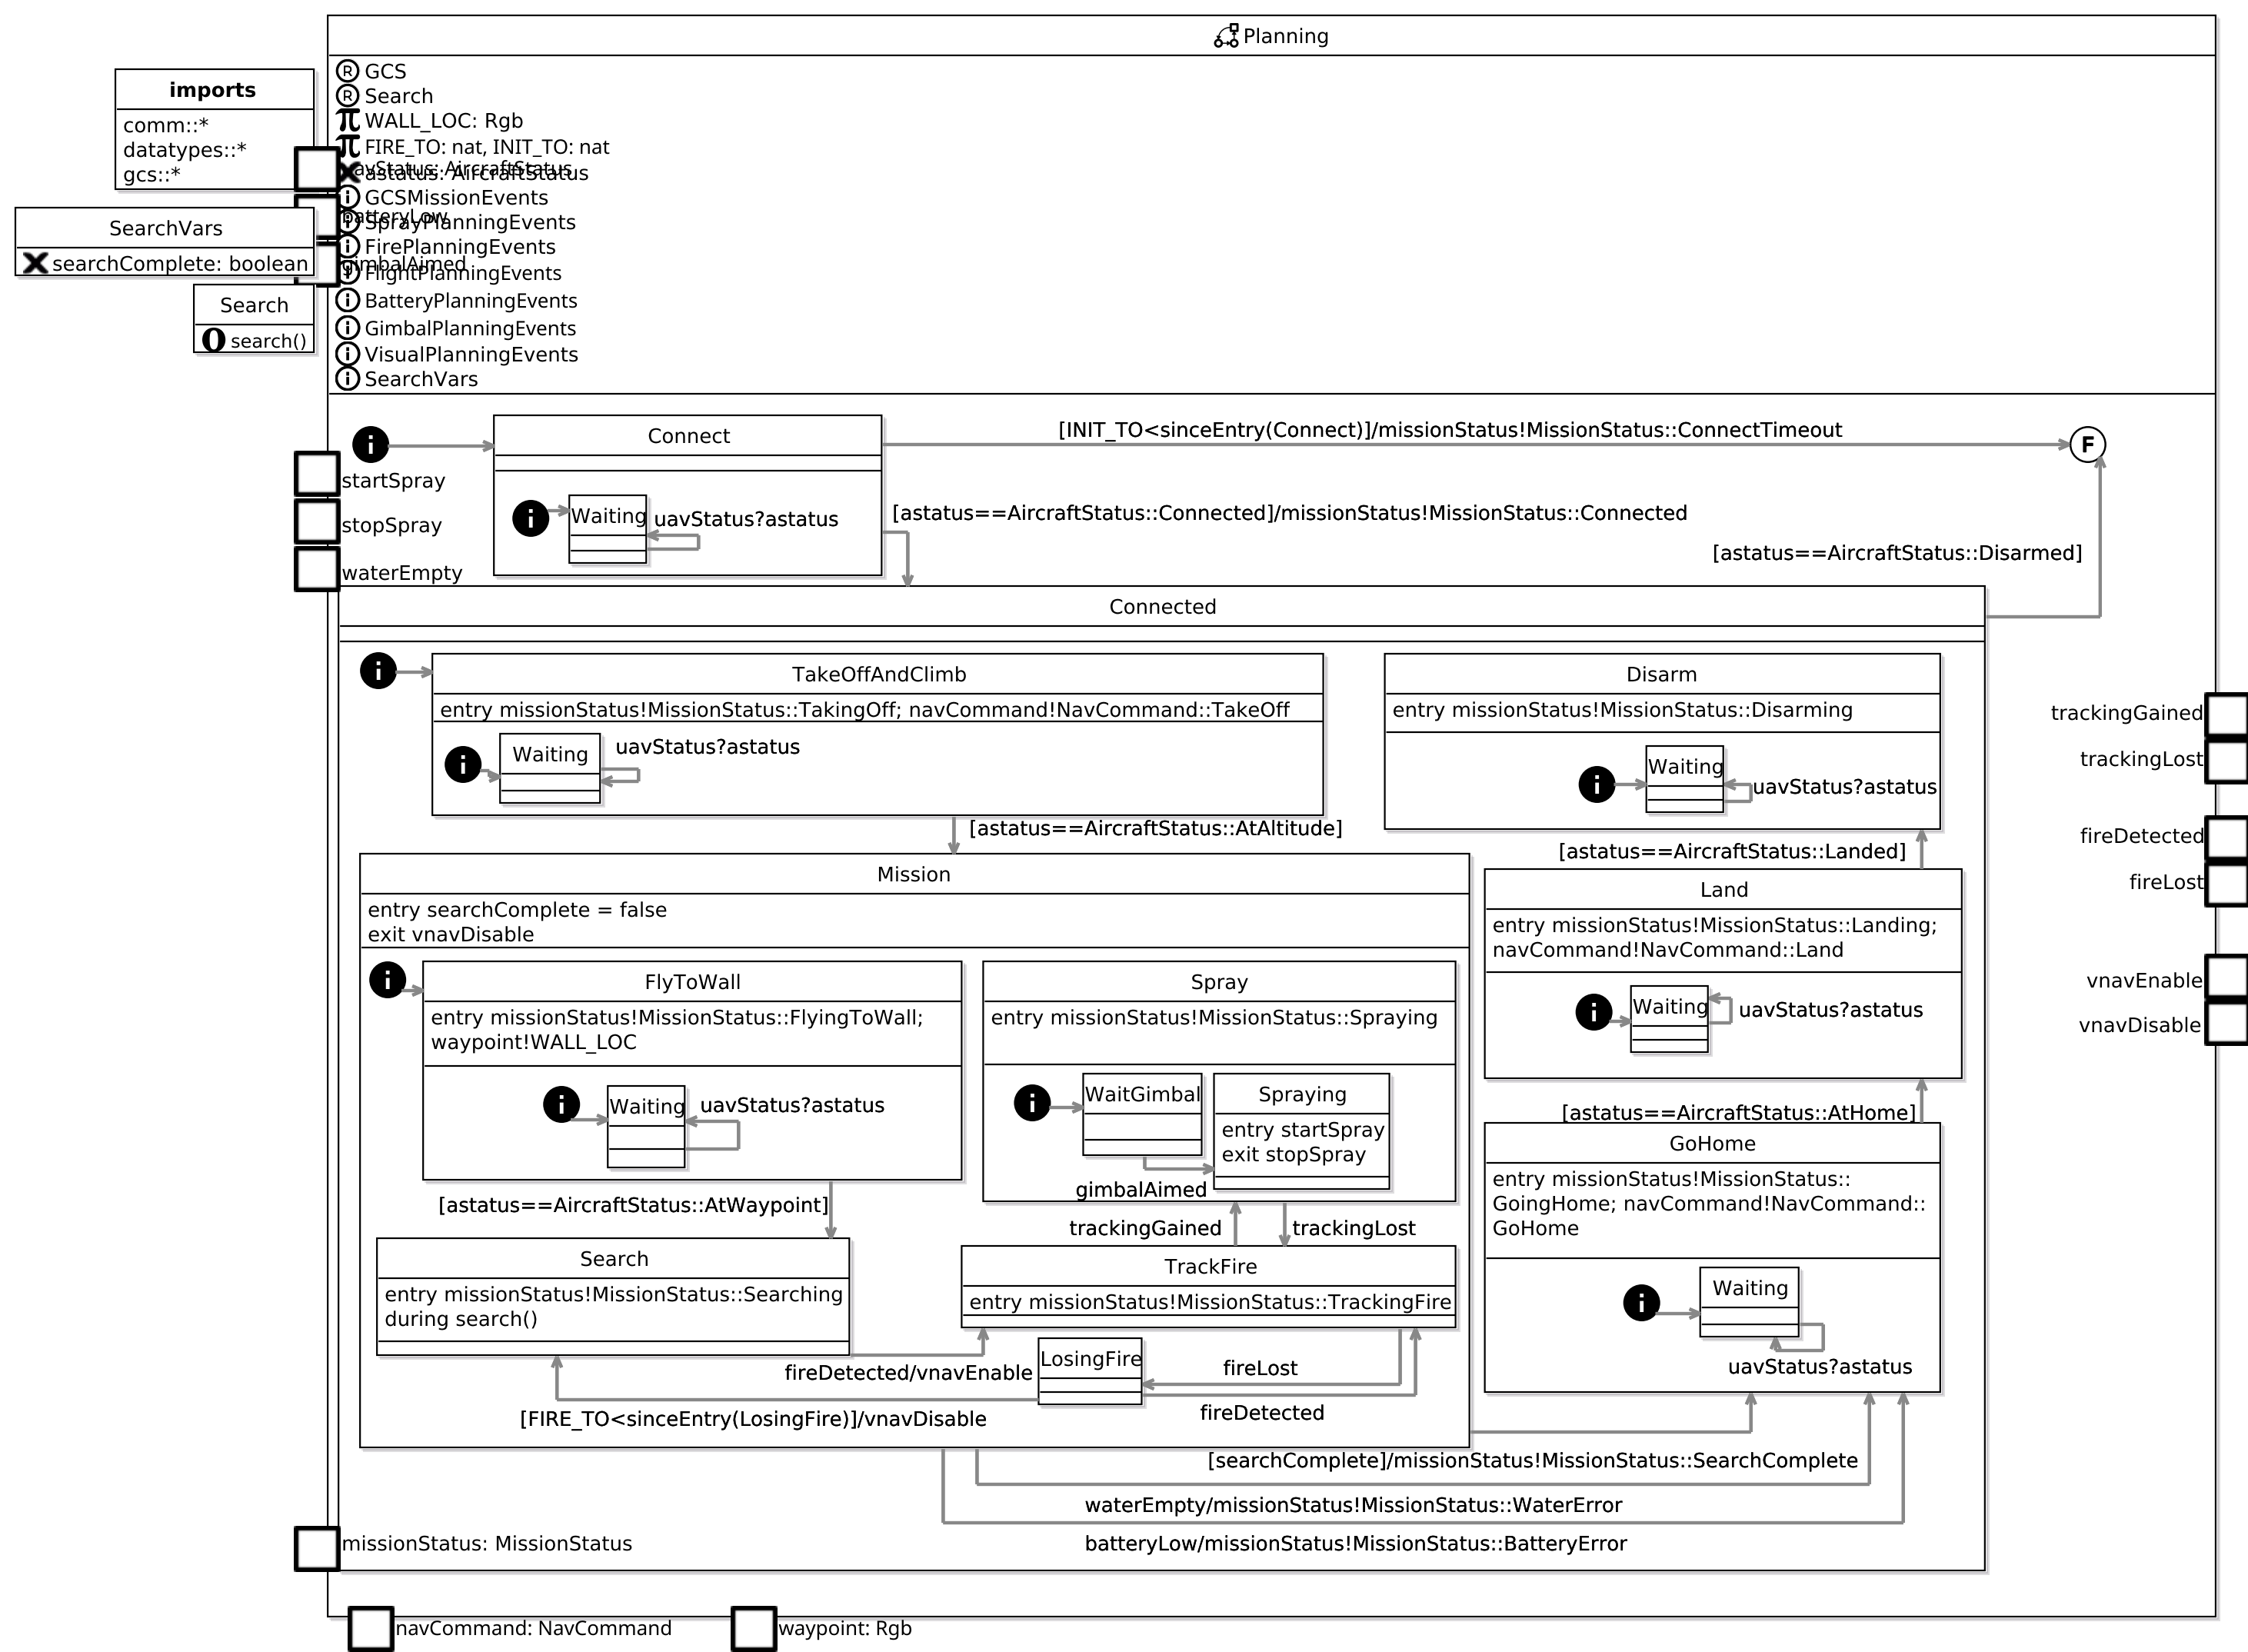 Planning
imports
comm::*
datatypes::*
gcs::*
SearchVars
searchComplete: boolean
Search
search()
GCS
Search
WALL_LOC: Rgb
FIRE_TO: nat, INIT_TO: nat
astatus: AircraftStatus
GCSMissionEvents
batteryLow
SprayPlanningEvents
FirePlanningEvents
gimbalAimed
FlightPlanningEvents
BatteryPlanningEvents
GimbalPlanningEvents
VisualPlanningEvents
SearchVars
Connect
[INIT_TO<sinceEntry(Connect)]/missionStatus!MissionStatus::ConnectTimeout
F
startSpray
stopSpray
waterEmpty
Waiting
uavStatus?astatus
[astatus==AircraftStatus::Connected]/missionStatus!MissionStatus::Connected
[astatus==AircraftStatus::Disarmed]
Connected
TakeOffAndClimb
entry missionStatus!MissionStatus::TakingOff; navCommand!NavCommand::TakeOff
Waiting
uavStatus?astatus
Disarm
entry missionStatus!MissionStatus::Disarming
Waiting
uavStatus?astatus
trackingGained
trackingLost
fireDetected
fireLost
vnavEnable
vnavDisable
[astatus==AircraftStatus::AtAltitude]
[astatus==AircraftStatus::Landed]
Mission
entry searchComplete = false
exit vnavDisable
Land
entry missionStatus!MissionStatus::Landing;
navCommand!NavCommand::Land
Waiting
uavStatus?astatus
FlyToWall
entry missionStatus!MissionStatus::FlyingToWall;
waypoint!WALL_LOC
Waiting
uavStatus?astatus
Spray
entry missionStatus!MissionStatus::Spraying
WaitGimbal
Spraying
entry startSpray
exit stopSpray
gimbalAimed
[astatus==AircraftStatus::AtHome]
GoHome
entry missionStatus!MissionStatus::
GoingHome; navCommand!NavCommand::
GoHome
Waiting
uavStatus?astatus
[astatus==AircraftStatus::AtWaypoint]
trackingGained
trackingLost
Search
entry missionStatus!MissionStatus::Searching
during search()
TrackFire
entry missionStatus!MissionStatus::TrackingFire
LosingFire
fireDetected/vnavEnable
fireLost
fireDetected
[FIRE_TO<sinceEntry(LosingFire)]/vnavDisable
[searchComplete]/missionStatus!MissionStatus::SearchComplete
waterEmpty/missionStatus!MissionStatus::WaterError
batteryLow/missionStatus!MissionStatus::BatteryError
missionStatus: MissionStatus
navCommand: NavCommand
waypoint: Rgb